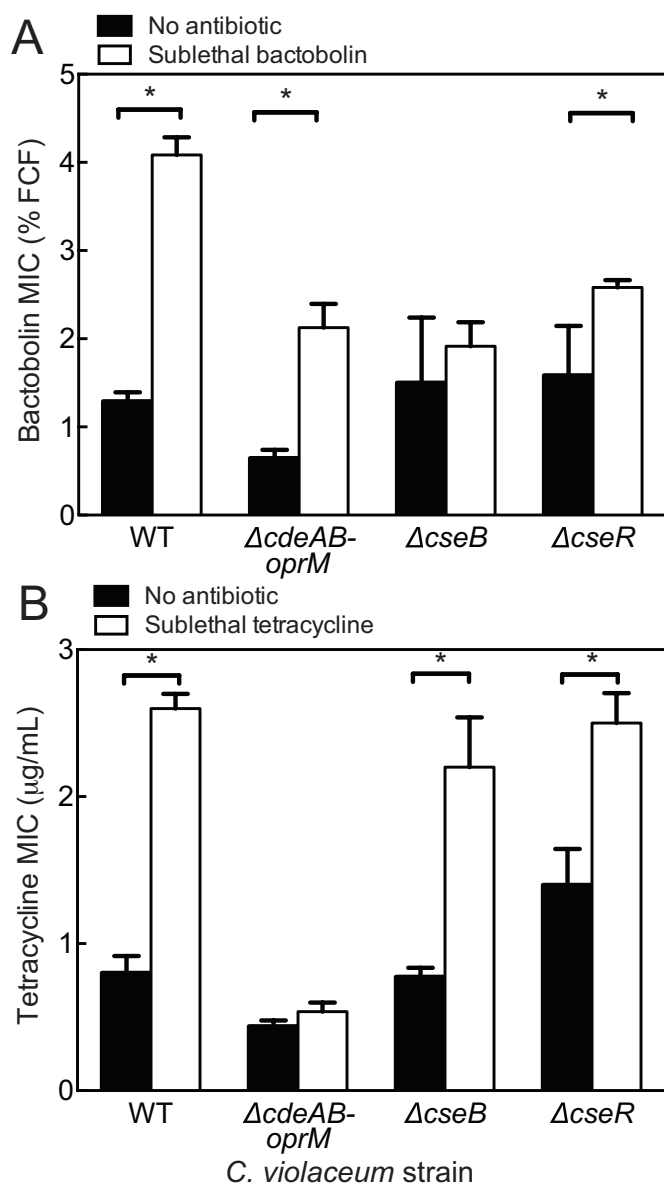 A
No antibiotic
Sublethal bactobolin
Bactobolin MIC (% FCF)
5
4
3
2
1
0
*
*
*
WT
ΔcdeAB-
oprM
ΔcseB
ΔcseR
B
No antibiotic
Sublethal tetracycline
Tetracycline MIC (μg/mL)
3
2
1
0
*
*
*
WT
ΔcdeAB-
oprM
ΔcseB
ΔcseR
C. violaceum strain